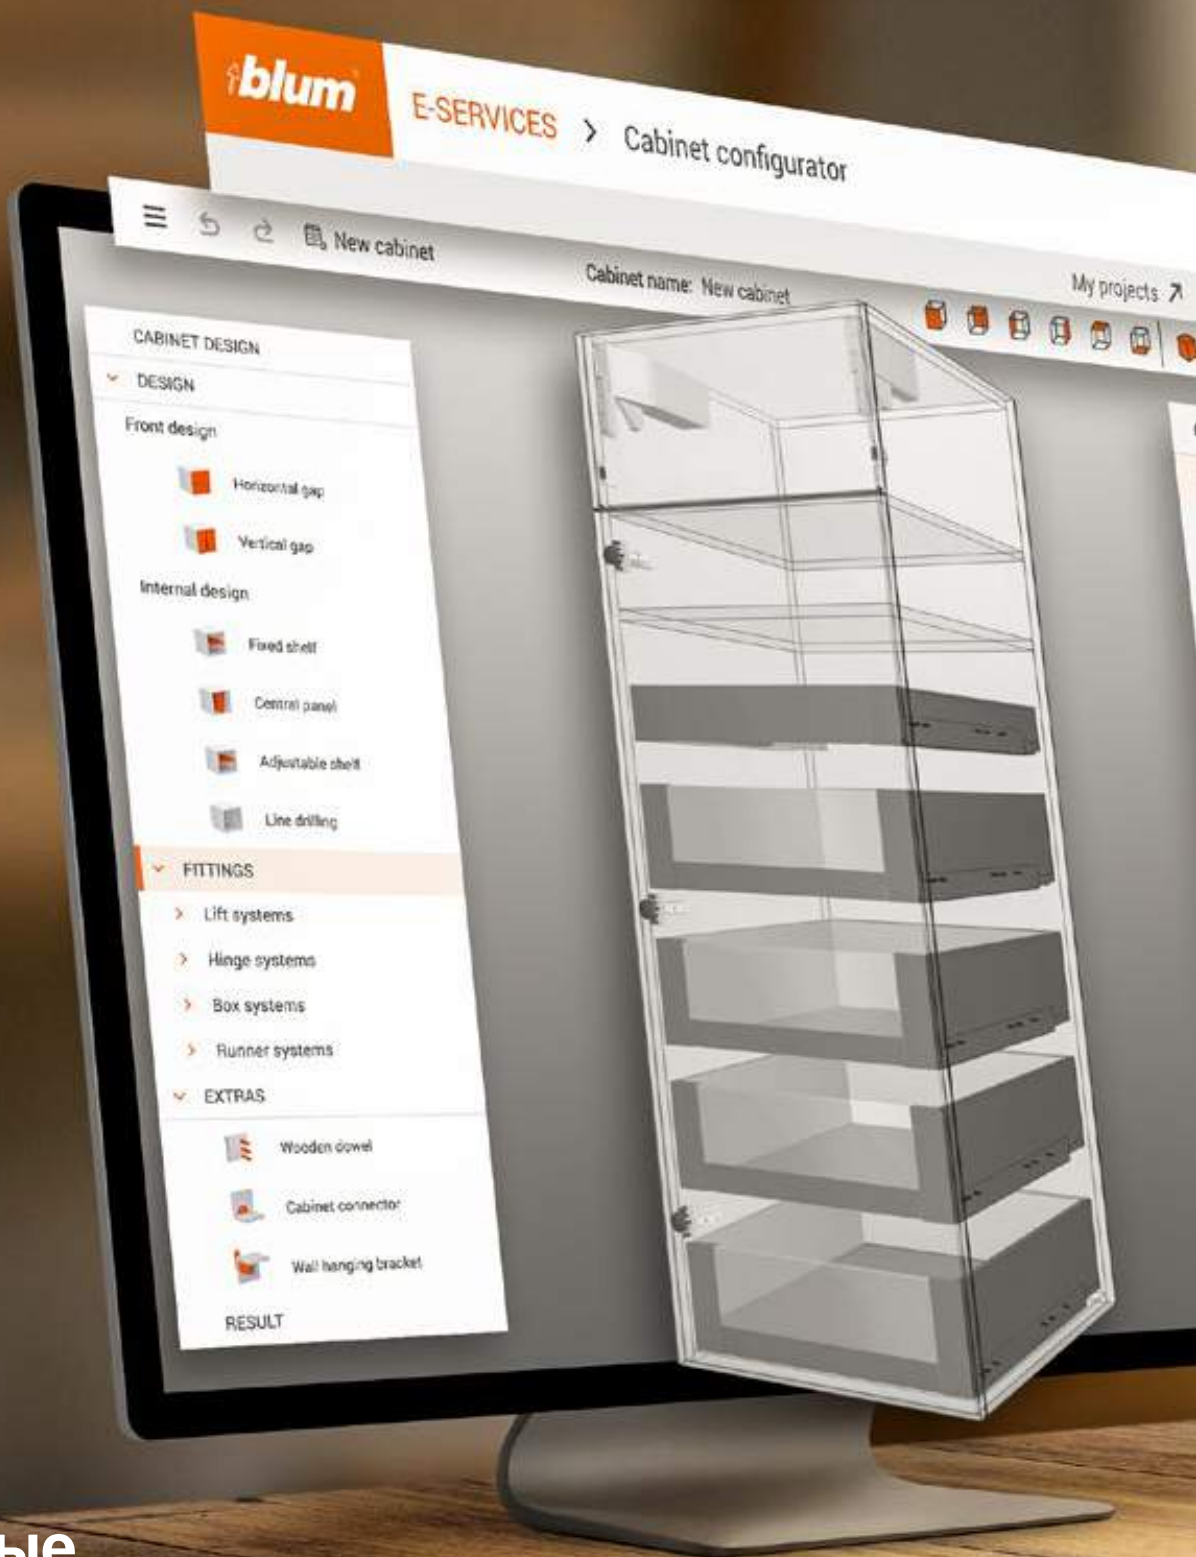 blum
E-SERVICES > Cabinet configurator
New cabinet
Cabinet name: New cabinet
My projects
CABINET DESIGN
DESIGN
Front design
Horizontal gap
Vertical gap
Internal design
Fixed shelf
Central panel
Adjustable shelf
Line drilling
FITTINGS
Lift systems
Hinge systems
Box systems
Runner systems
EXTRAS
Wooden dowel
Cabinet connector
Wall hanging bracket
RESULT